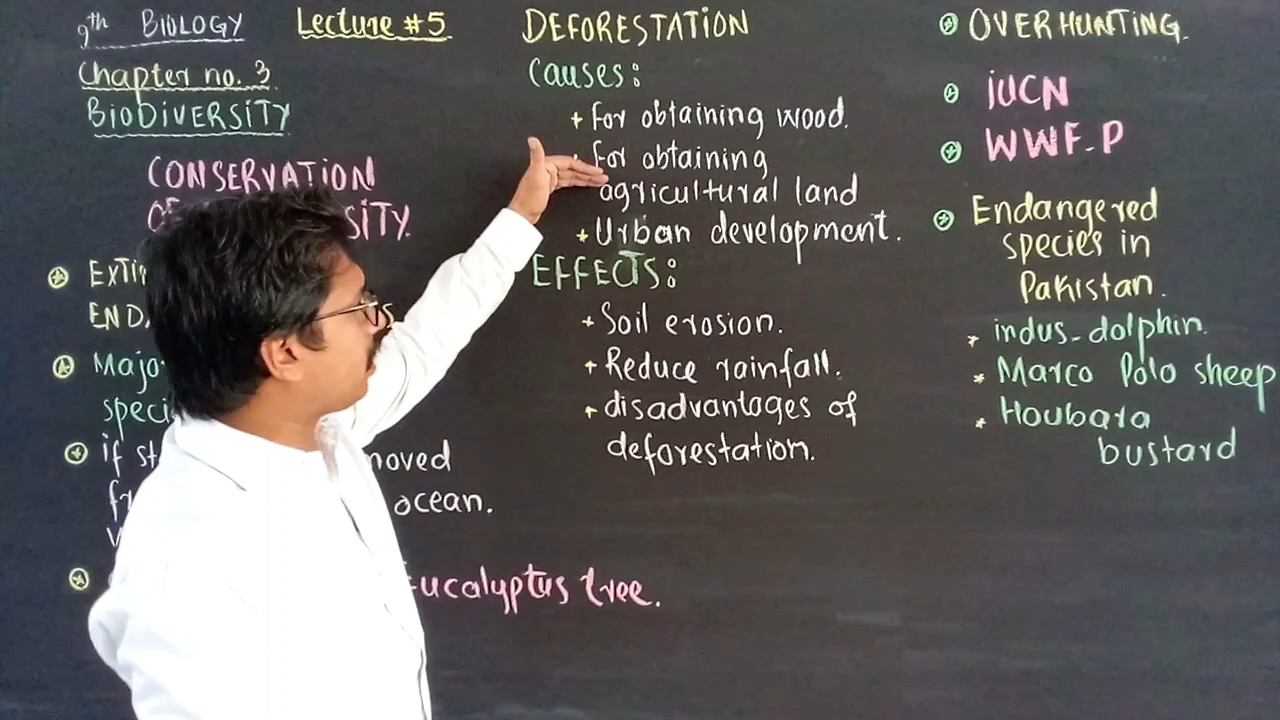 9th BIOLOGY
Lecture #5
Chapter no. 3
BIODIVERSITY
CONSERVATION
if
moved
ocean.
Eucalyptus tree.
DEFORESTATION
Causes:
+ For obtaining wood.
For obtaining
agricultural land
+ Urban development.
EFFECTS:
+ Soil erosion.
+ Reduce rainfall.
+ disadvantages of
deforestation.
OVERHUNTING.
iUCN
WWF-P
Endangered
species in
Pakistan.
* indus-dolphin.
* Marco Polo sheep
* Houbara
bustard